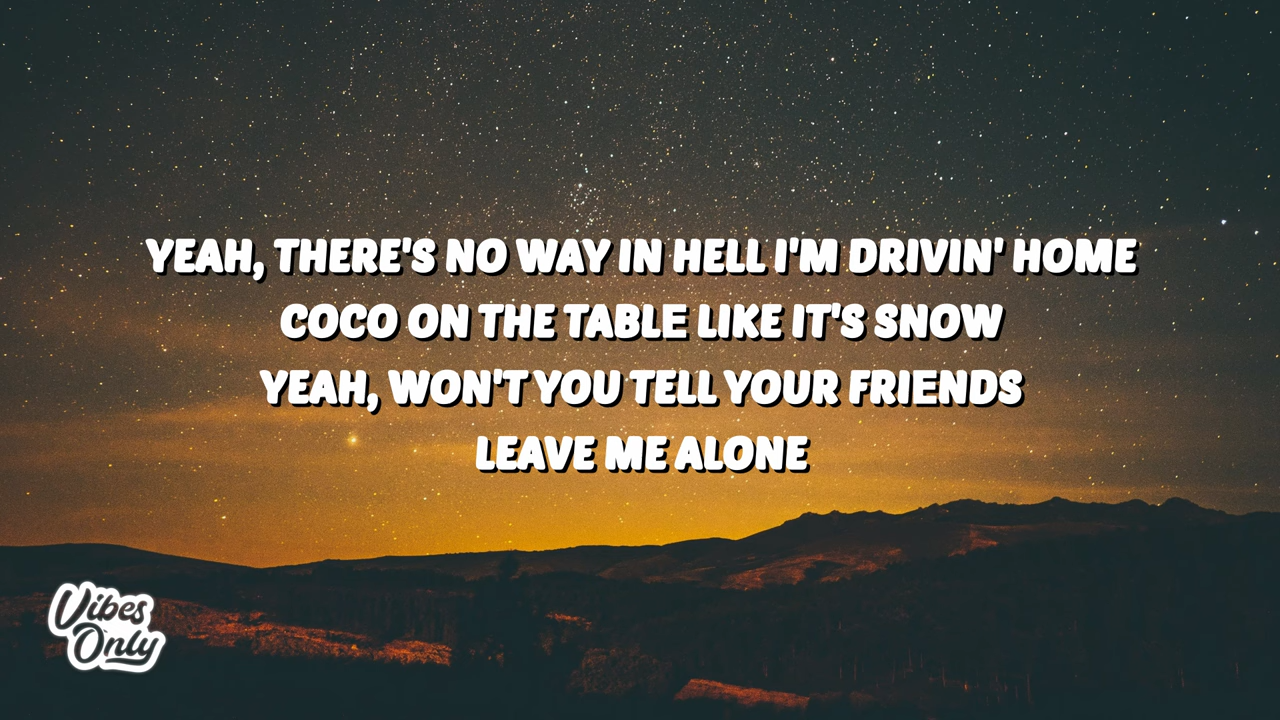 YEAH, THERE'S NO WAY IN HELL I'M DRIVIN' HOME
COCO ON THE TABLE LIKE IT'S SNOW
YEAH, WON'T YOU TELL YOUR FRIENDS
LEAVE ME ALONE
Vibes
Only